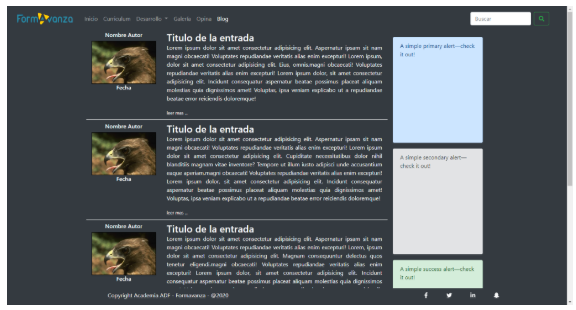 FormAvanza
Inicio Curriculum Desarrollo Galeria Opina Blog
Buscar
Nombre Autor
Fecha
Titulo de la entrada
Lorem ipsum dolor sit amet consectetur adipisicing elit. Aspernatur ipsum sit nam
magni obcaecati! Voluptates repudiandae veritatis alias enim excepturi! Lorem ipsum,
dolor sit amet consectetur adipisicing elit. Eius, omnis.magni obcaecati! Voluptates
repudiandae veritatis alias enim excepturi! Lorem ipsum dolor, sit amet consectetur
adipisicing elit. Incidunt consequatur aspernatur beatae possimus placeat aliquam
molestias quia dignissimos amet! Voluptas, ipsa veniam explicabo ut a repudiandae
beatae error reiciendis doloremque!
leer mas ...
Nombre Autor
Fecha
Titulo de la entrada
Lorem ipsum dolor sit amet consectetur adipisicing elit. Aspernatur ipsum sit nam
magni obcaecati! Voluptates repudiandae veritatis alias enim excepturi! Lorem ipsum
dolor sit amet consectetur adipisicing elit. Cupiditate necessitatibus dolor nihil
blanditiis magnam vitae inventore? Tempore ut illum iusto adipisci unde accusantium
eaque aperiam.magni obcaecati! Voluptates repudiandae veritatis alias enim excepturi!
Lorem ipsum dolor, sit amet consectetur adipisicing elit. Incidunt consequatur
aspernatur beatae possimus placeat aliquam molestias quia dignissimos amet!
Voluptas, ipsa veniam explicabo ut a repudiandae beatae error reiciendis doloremque!
leer mas ...
Nombre Autor
Fecha
Titulo de la entrada
Lorem ipsum dolor sit amet consectetur adipisicing elit. Aspernatur ipsum sit nam
magni obcaecati! Voluptates repudiandae veritatis alias enim excepturi! Lorem ipsum,
dolor sit amet consectetur adipisicing elit. Magnam consequuntur delectus quos
tenetur eligendi.magni obcaecati! Voluptates repudiandae veritatis alias enim
excepturi! Lorem ipsum dolor, sit amet consectetur adipisicing elit. Incidunt
consequatur aspernatur beatae possimus placeat aliquam molestias quia dignissimos
A simple primary alert—check
it out!
A simple secondary alert—
check it out!
A simple success alert—check
it out!
Copyright Academia ADF - Formavanza - @2020